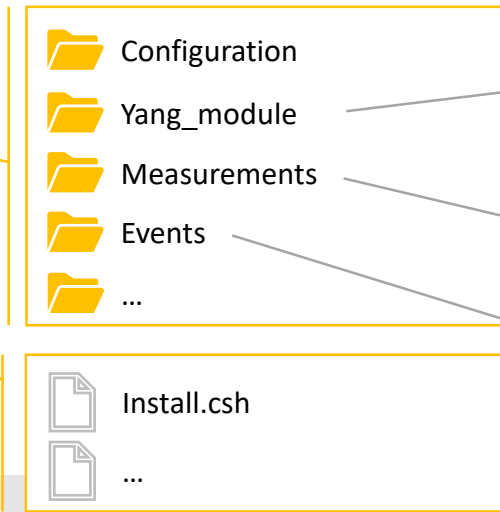 Configuration
Yang_module
Measurements
Events
...
Install.csh
...